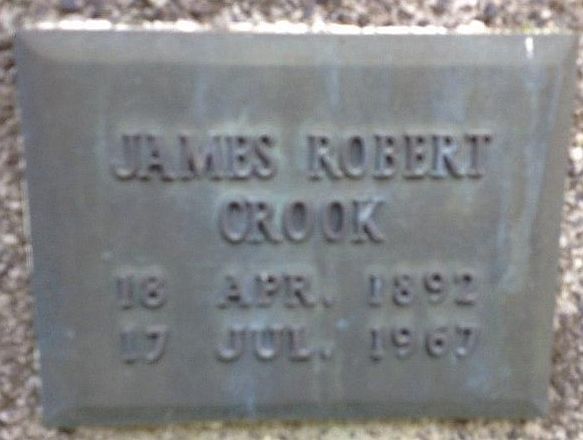 JAMES ROBERT
CROOK
18 APR. 1892
17 JUL. 1967